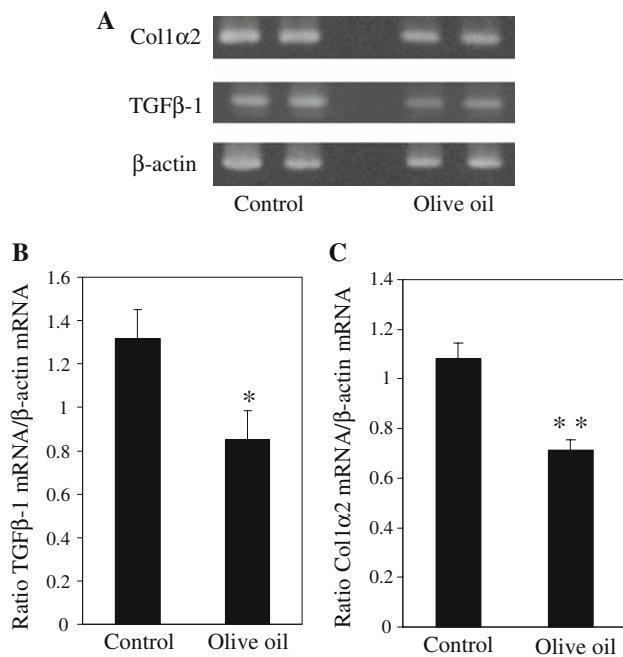 A
Col1α2
TGFβ-1
β-actin
Control Olive oil
B
Ratio TGFβ-1 mRNA/β-actin mRNA
1.6
1.4
1.2
1
0.8
0.6
0.4
0.2
0
*
Control Olive oil
C
Ratio Col1α2 mRNA/β-actin mRNA
1.4
1.2
1
0.8
0.6
0.4
0.2
0
* *
Control Olive oil